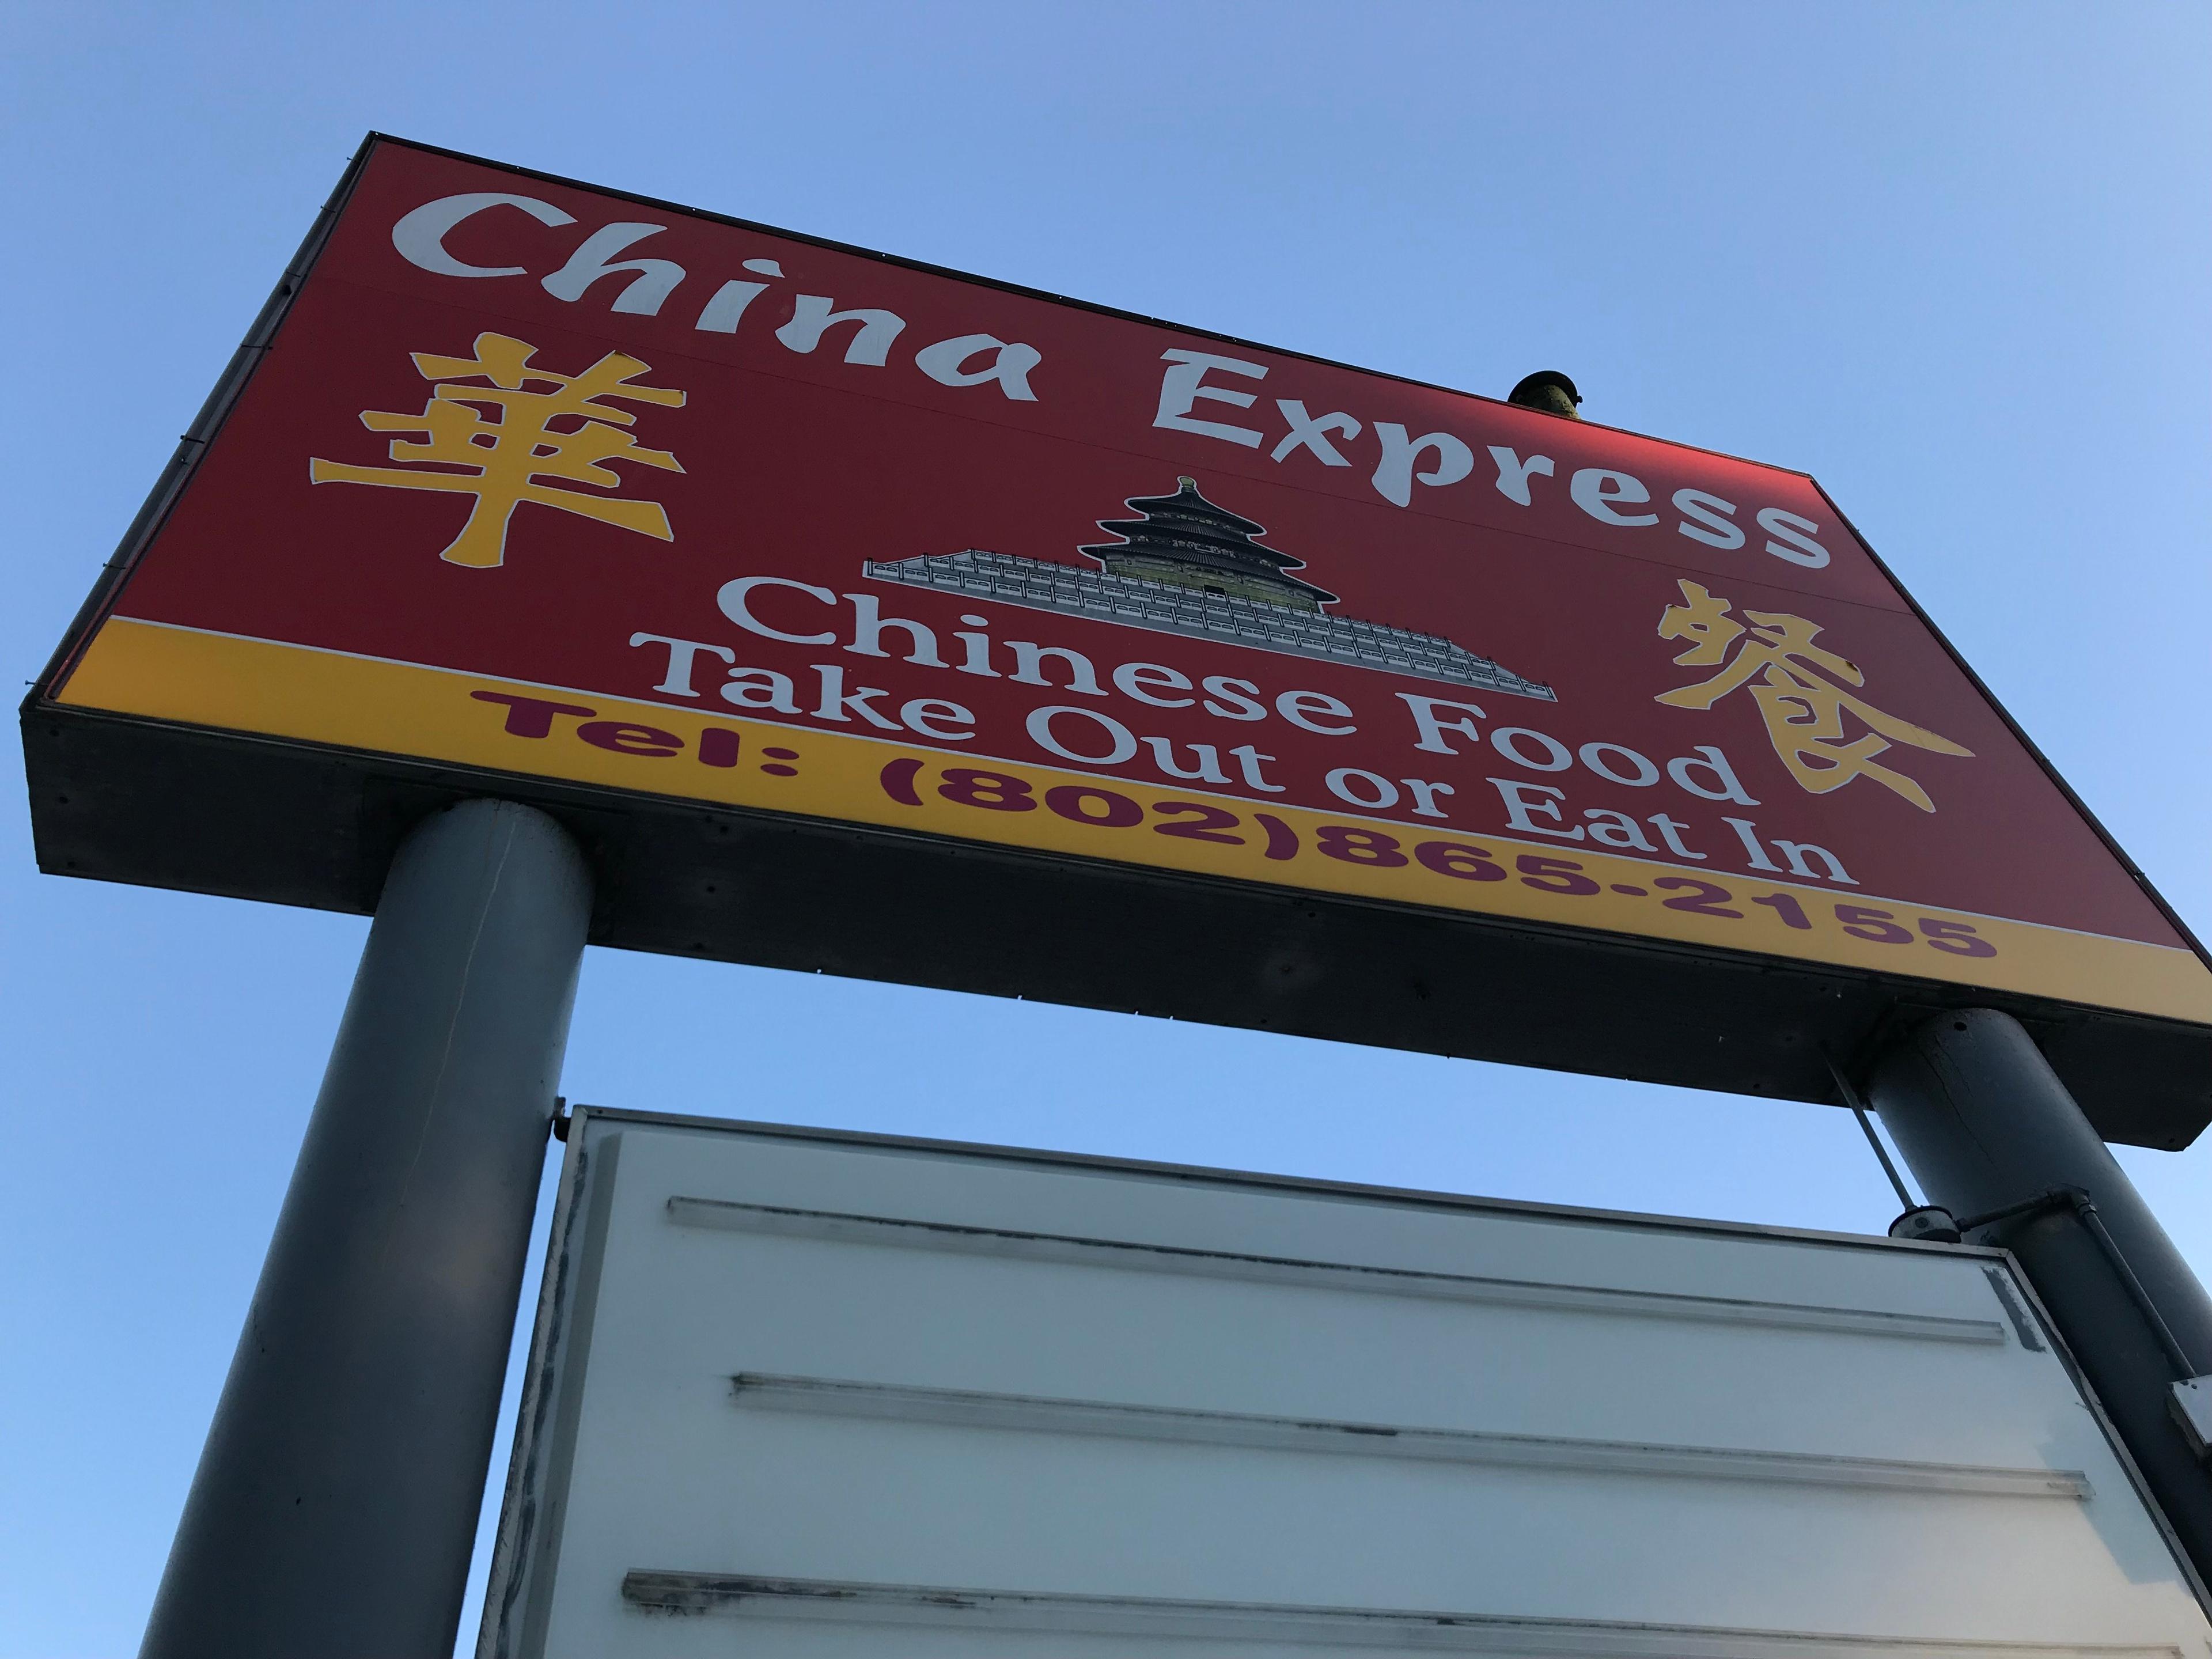 China Express
華 餐
Chinese Food
Take Out or Eat In
Tel: (802)865-2155